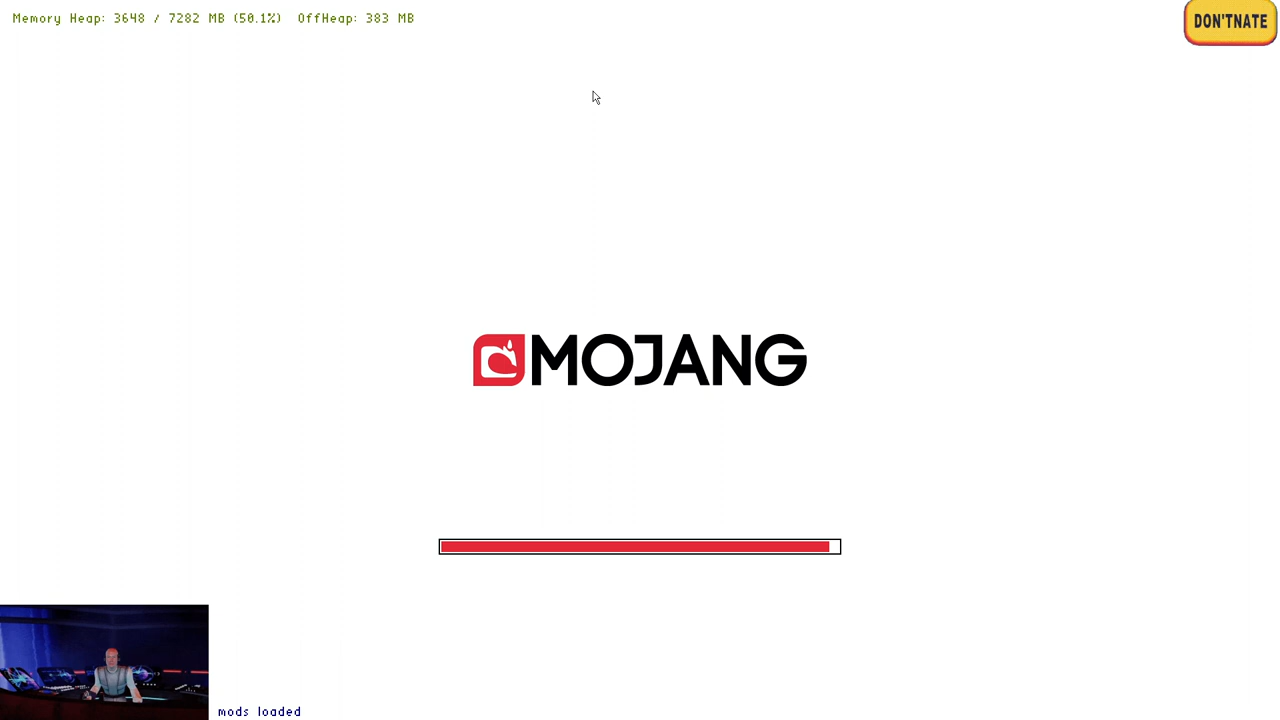 Memory Heap: 3648 / 7282 MB (50.1%)  OffHeap: 383 MB
DON'TNATE
MOJANG
mods loaded